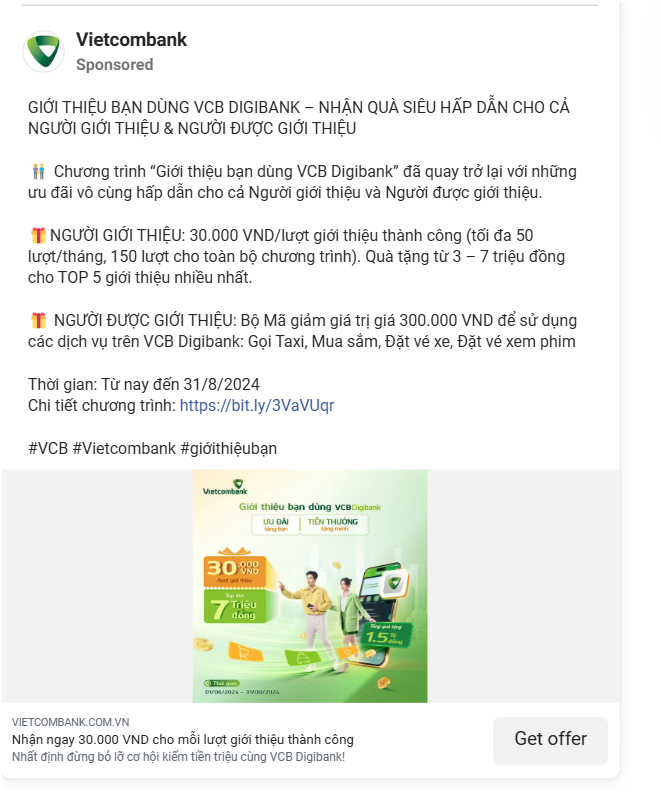 Vietcombank
Sponsored
GIỚI THIỆU BẠN DÙNG VCB DIGIBANK – NHẬN QUÀ SIÊU HẤP DẪN CHO CẢ
NGƯỜI GIỚI THIỆU & NGƯỜI ĐƯỢC GIỚI THIỆU
👬 Chương trình “Giới thiệu bạn dùng VCB Digibank” đã quay trở lại với những
ưu đãi vô cùng hấp dẫn cho cả Người giới thiệu và Người được giới thiệu.
🎁 NGƯỜI GIỚI THIỆU: 30.000 VND/lượt giới thiệu thành công (tối đa 50
lượt/tháng, 150 lượt cho toàn bộ chương trình). Quà tặng từ 3 – 7 triệu đồng
cho TOP 5 giới thiệu nhiều nhất.
🎁 NGƯỜI ĐƯỢC GIỚI THIỆU: Bộ Mã giảm giá trị giá 300.000 VND để sử dụng
các dịch vụ trên VCB Digibank: Gọi Taxi, Mua sắm, Đặt vé xe, Đặt vé xem phim
Thời gian: Từ nay đến 31/8/2024
Chi tiết chương trình: https://bit.ly/3VaVUqr
#VCB #Vietcombank #giớithiệubạn
Vietcombank
Giới thiệu bạn dùng VCB Digibank
ƯU ĐÃI
tặng bạn
TIỀN THƯỞNG
tặng mình
30.000 VND
/lượt giới thiệu
7 Triệu đồng
Tổng quà tặng
1.5 Tỷ đồng
Thời gian:
01/06/2024 – 31/08/2024
VIETCOMBANK.COM.VN
Nhận ngay 30.000 VND cho mỗi lượt giới thiệu thành công
Nhất định đừng bỏ lỡ cơ hội kiếm tiền triệu cùng VCB Digibank!
Get offer